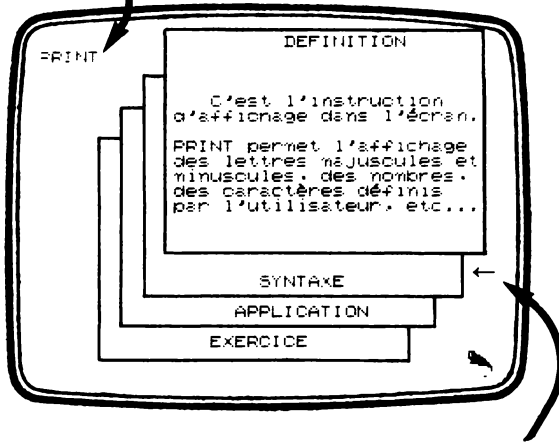 PRINT
DEFINITION
C'est l'instruction
d'affichage dans l'écran.
PRINT permet l'affichage
des lettres majuscules et
minuscules, des nombres,
des caractères définis
par l'utilisateur, etc...
SYNTAXE
APPLICATION
EXERCICE